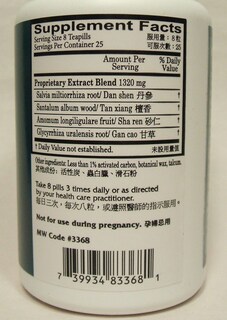 Supplement Facts
Serving Size 8 Teapills 服用量：8粒
Servings Per Container 25 可服次數：25
Amount Per Serving % Daily Value
Proprietary Extract Blend 1320 mg
Salvia miltiorrhiza root/ Dan shen 丹參 †
Santalum album wood/ Tan xiang 檀香 †
Amomum longiligulare fruit/ Sha ren 砂仁 †
Glycyrrhiza uralensis root/ Gan cao 甘草 †
† Daily Value not established. 未設用量值
Other ingredients: Less than 1% activated carbon, botanical wax, talcum.
其他成份：活性炭、蟲白臘、滑石粉
Take 8 pills 3 times daily or as directed
by your health care practitioner.
每日三次，每次八粒，或遵照醫師的指示服用。
Not for use during pregnancy. 孕婦忌用
MW Code #3368
7 39934 83368 1